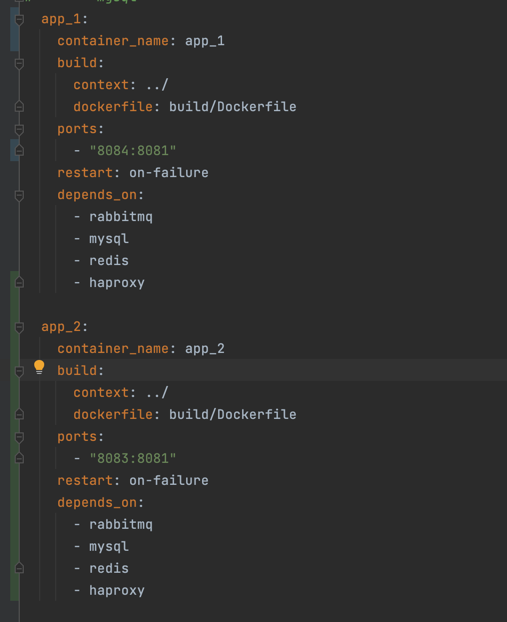 app_1:
container_name: app_1
build:
context: ../
dockerfile: build/Dockerfile
ports:
- "8084:8081"
restart: on-failure
depends_on:
- rabbitmq
- mysql
- redis
- haproxy
app_2:
container_name: app_2
build:
context: ../
dockerfile: build/Dockerfile
ports:
- "8083:8081"
restart: on-failure
depends_on:
- rabbitmq
- mysql
- redis
- haproxy